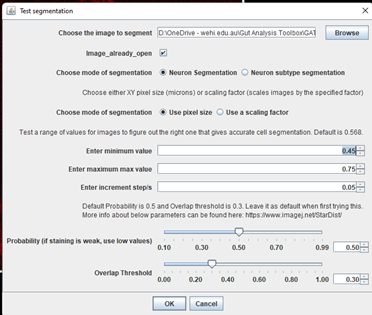 Test segmentation
Choose the image to segment D:\OneDrive - wehi.edu.au\Gut Analysis Toolbox\GAT Browse
Image_already_open
Choose mode of segmentation Neuron Segmentation Neuron subtype segmentation
Choose either XY pixel size (microns) or scaling factor (scales images by the specified factor)
Choose mode of segmentation Use pixel size Use a scaling factor
Test a range of values for images to figure out the right one that gives accurate cell segmentation. Default is 0.568.
Enter minimum value 0.45
Enter maximum max value 0.75
Enter increment step/s 0.05
Default Probability is 0.5 and Overlap threshold is 0.3. Leave it as default when first trying this.
More info about below parameters can be found here: https://www.imagej.net/StarDist/
Probability (if staining is weak, use low values) 0.10 0.30 0.50 0.70 0.99 0.50
Overlap Threshold 0.00 0.20 0.40 0.60 0.80 1.00 0.30
OK Cancel